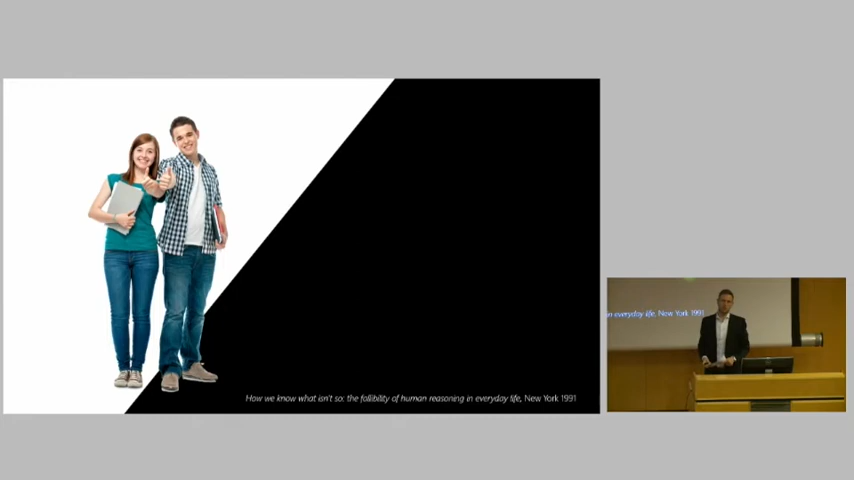 How we know what isn't so: the fallibility of human reasoning in everyday life, New York 1991
in everyday life, New York 1991